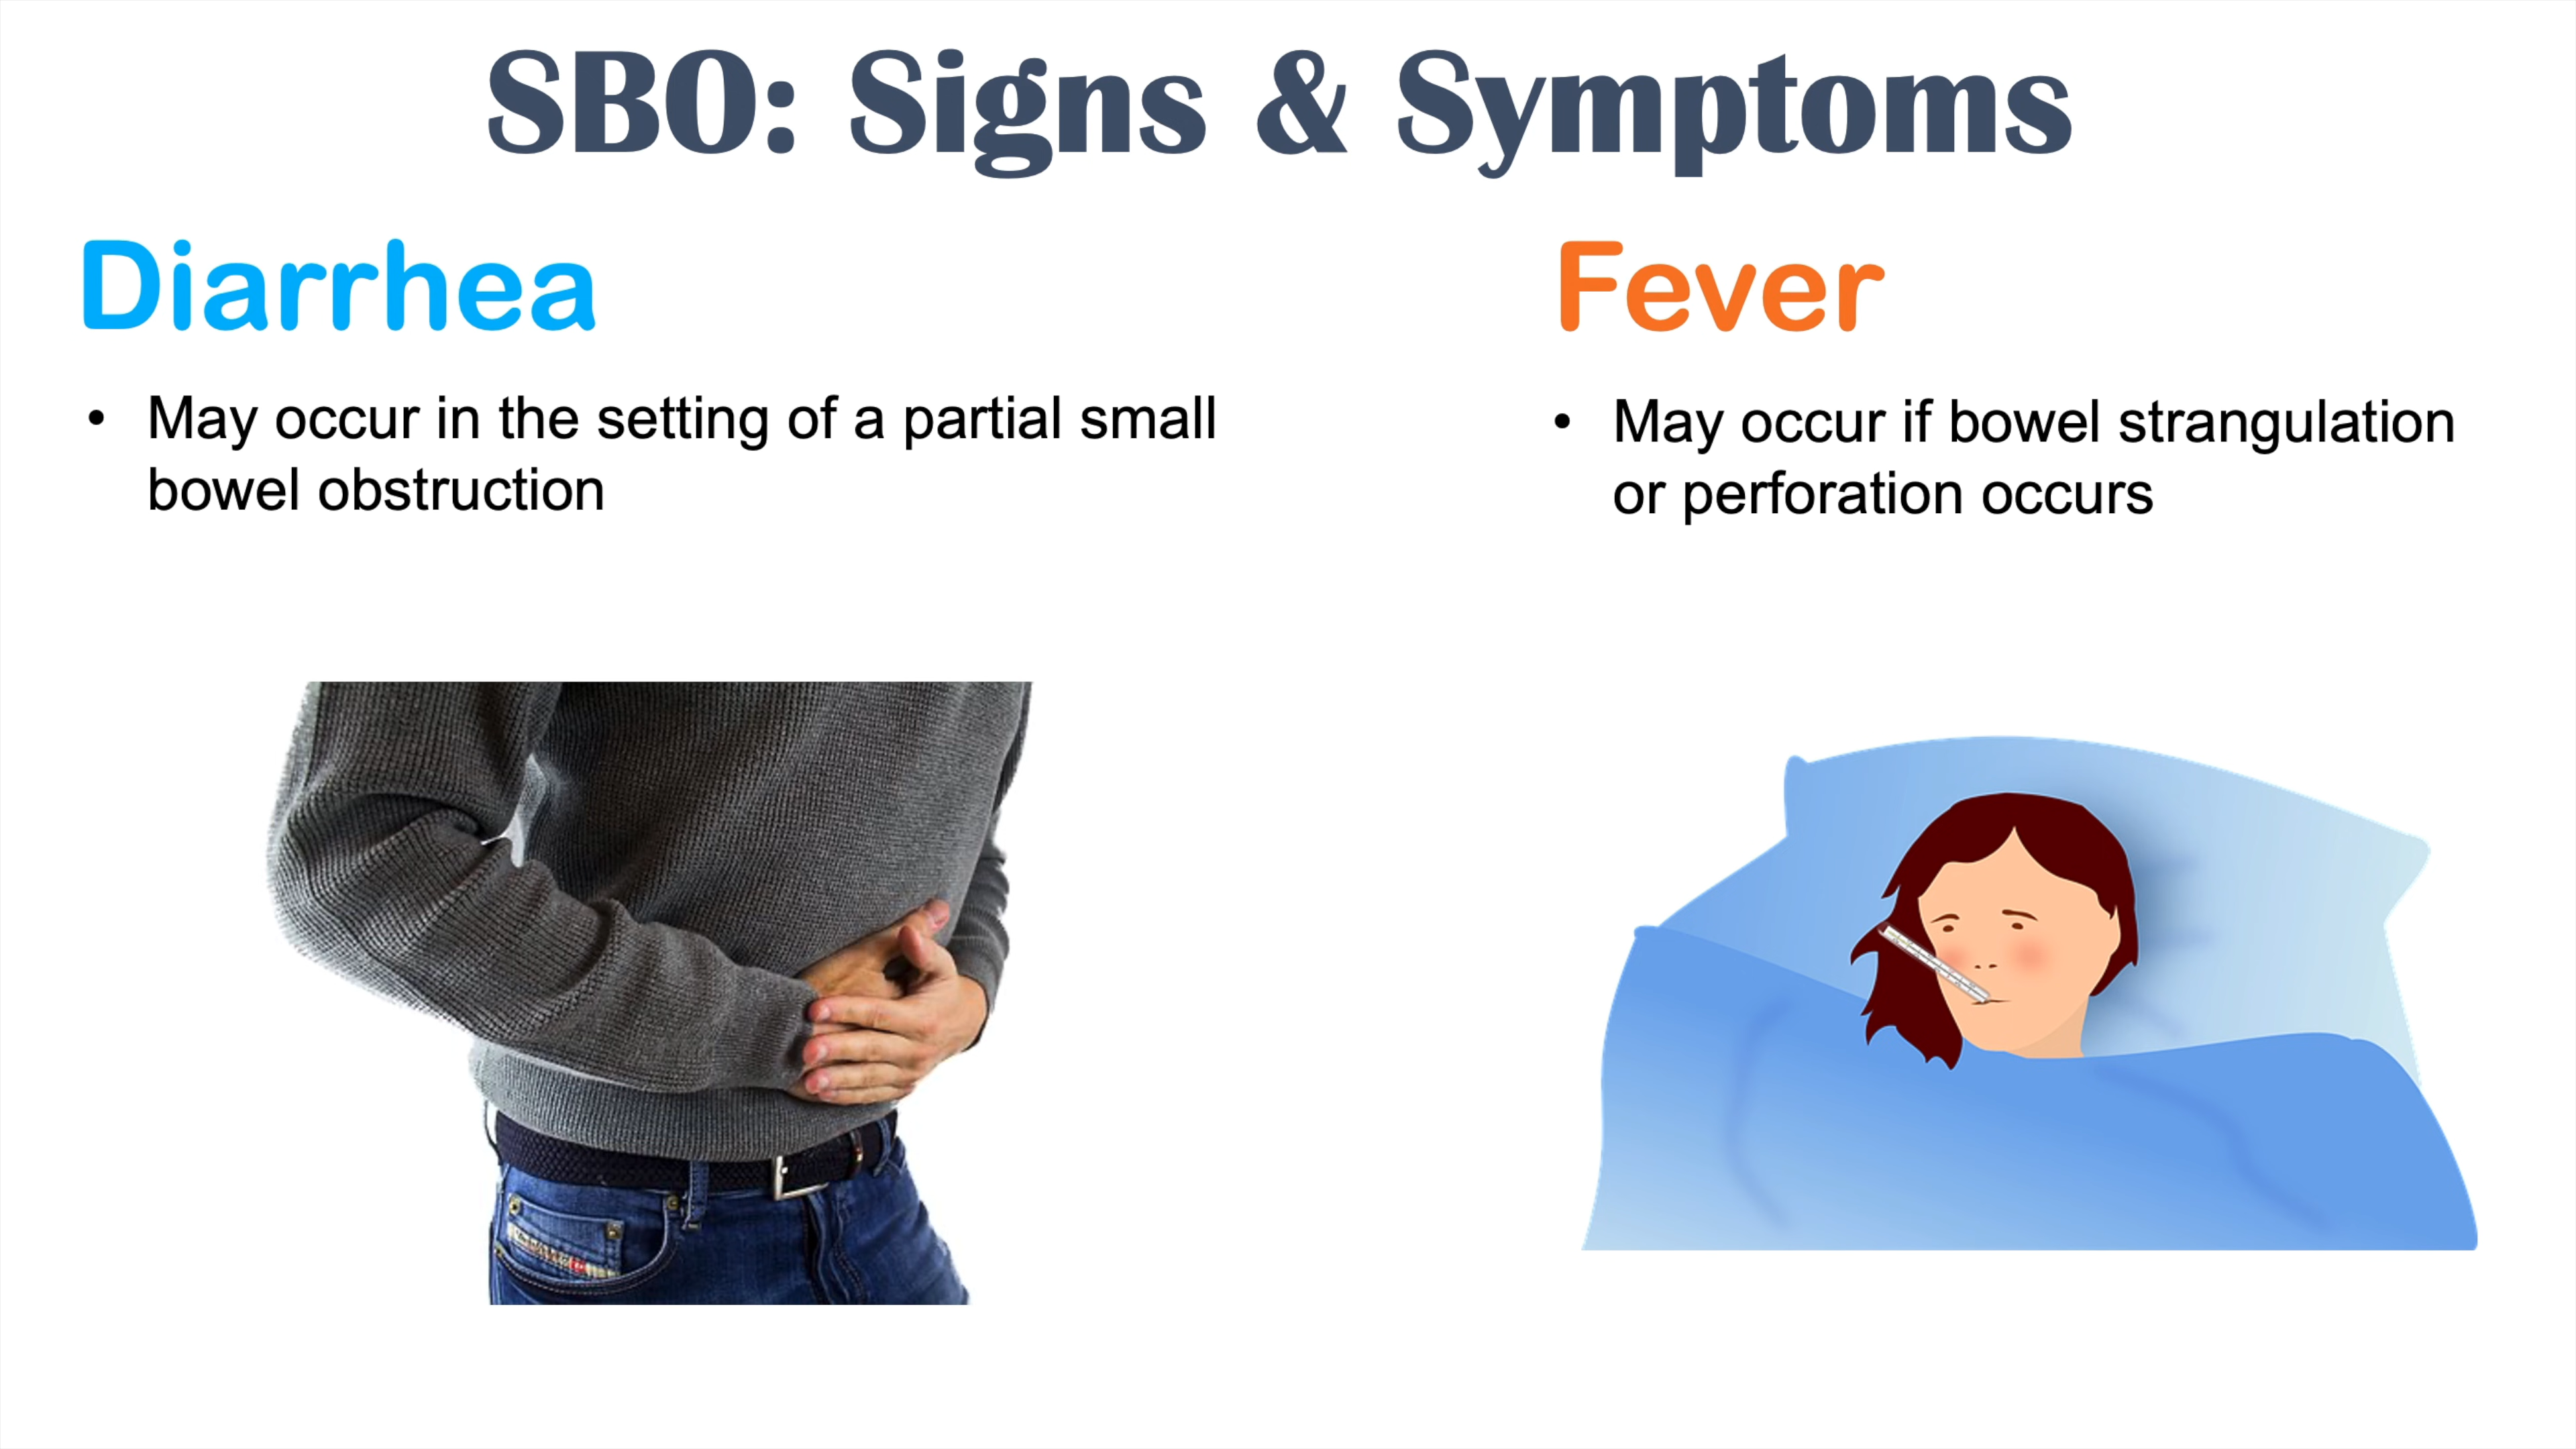 SBO: Signs & Symptoms
Diarrhea
• May occur in the setting of a partial small
bowel obstruction
Fever
• May occur if bowel strangulation
or perforation occurs